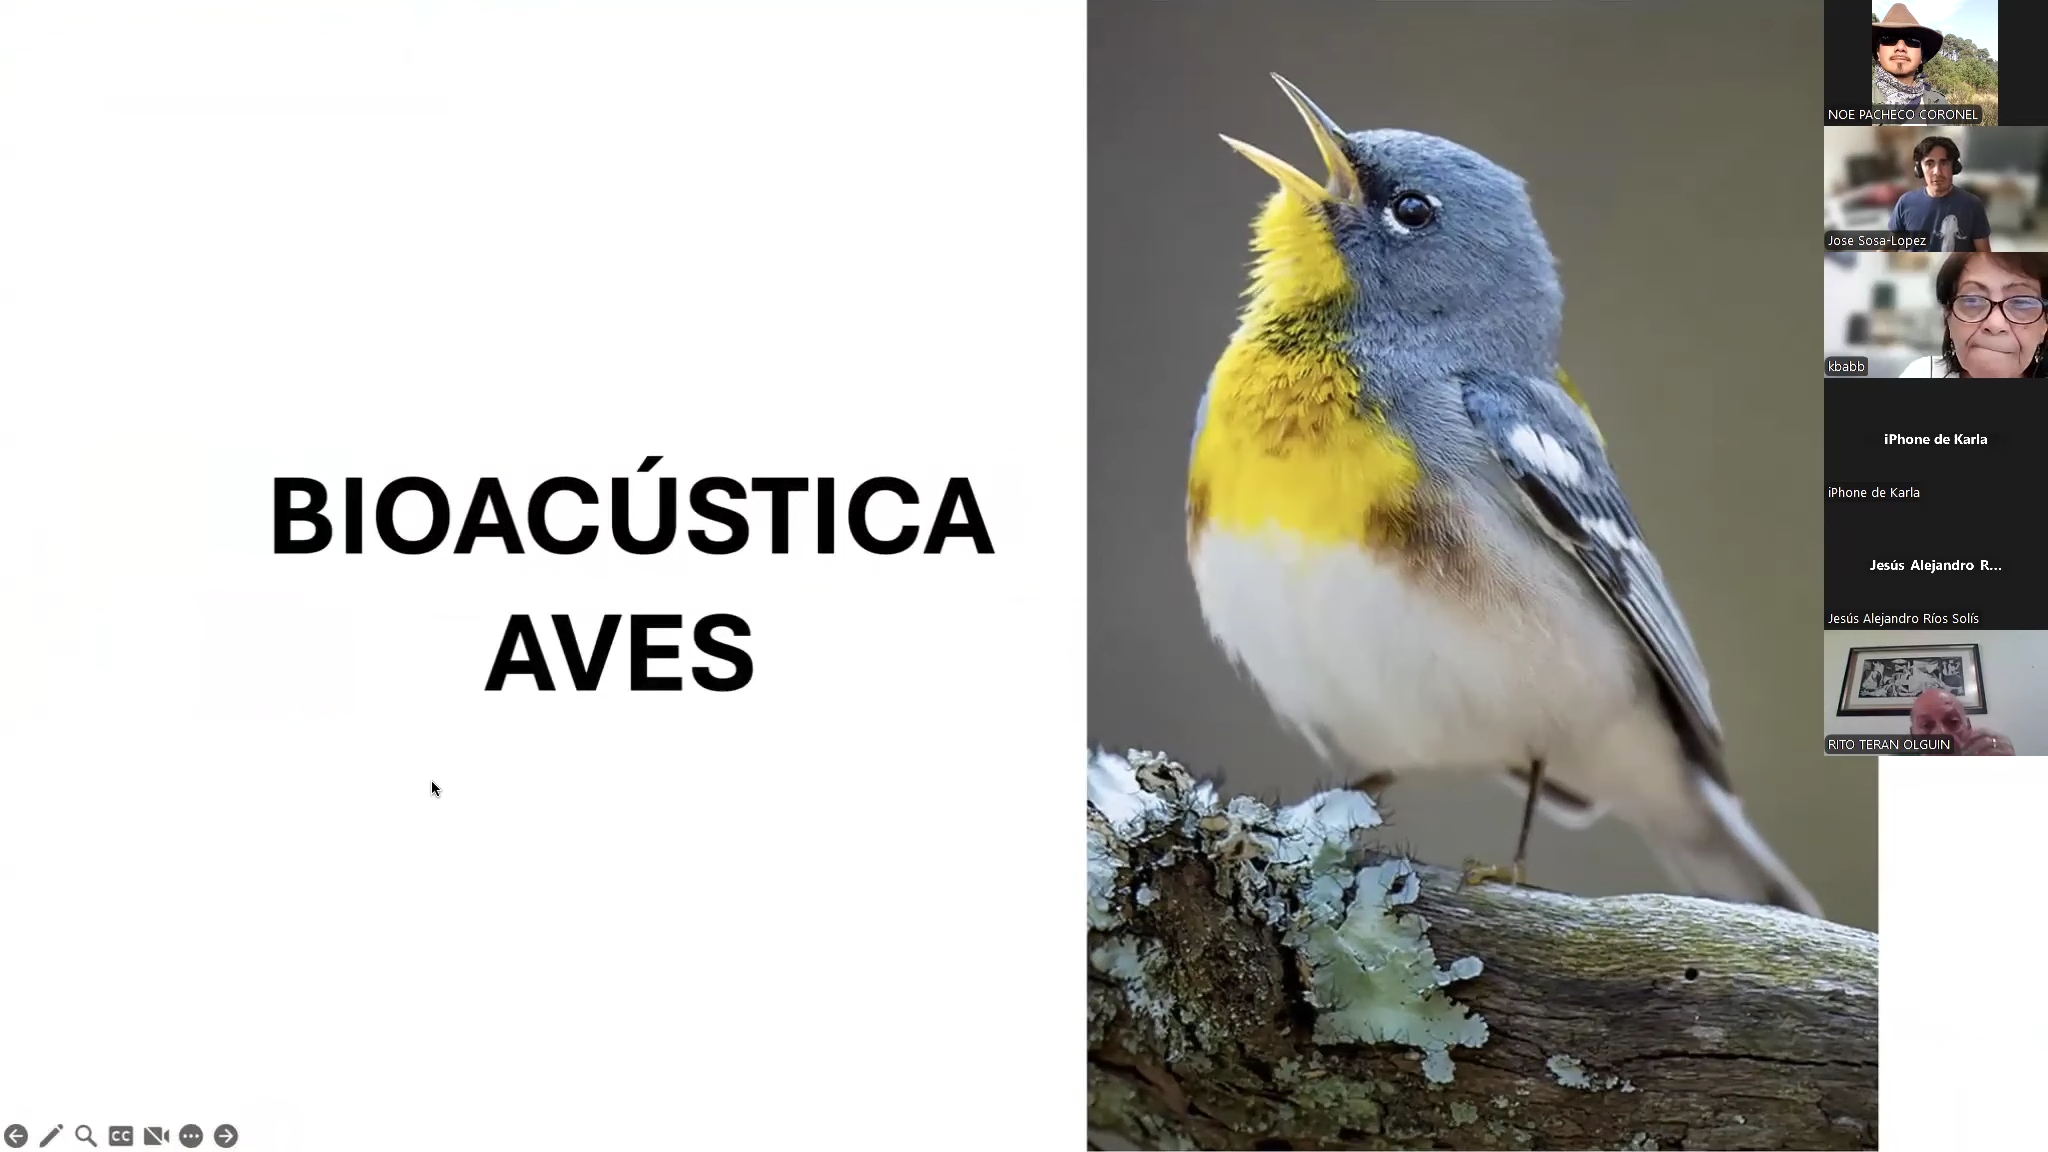 BIOACÚSTICA
AVES
NOE PACHECO CORONEL
Jose Sosa-Lopez
kbabb
iPhone de Karla
iPhone de Karla
Jesús Alejandro R...
Jesús Alejandro Ríos Solís
RITO TERAN OLGUIN
CC